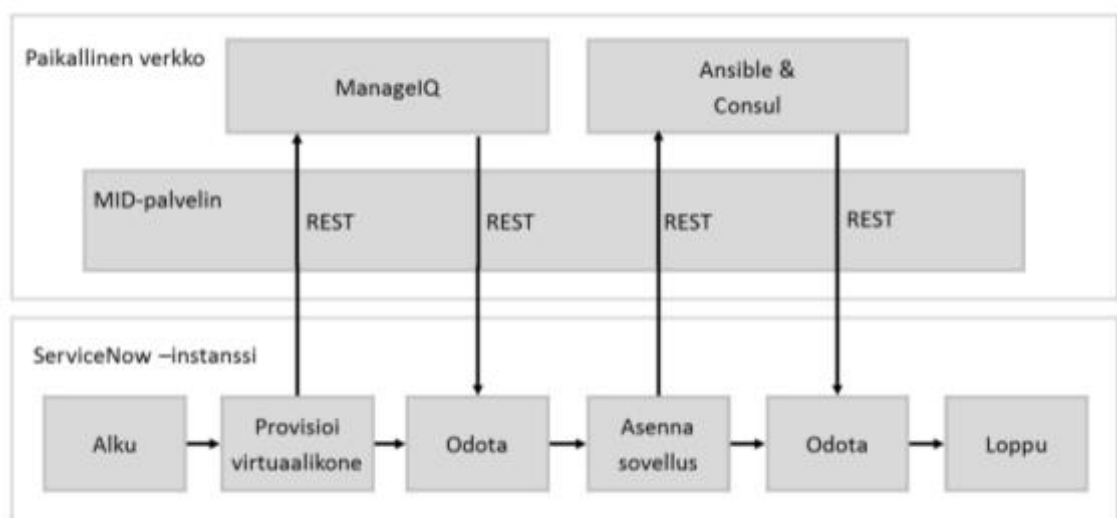 Paikallinen verkko
ManageIQ
Ansible &
Consul
MID-palvelin
REST
REST
REST
REST
ServiceNow –instanssi
Alku
Provisioi
virtuaalikone
Odota
Asenna
sovellus
Odota
Loppu